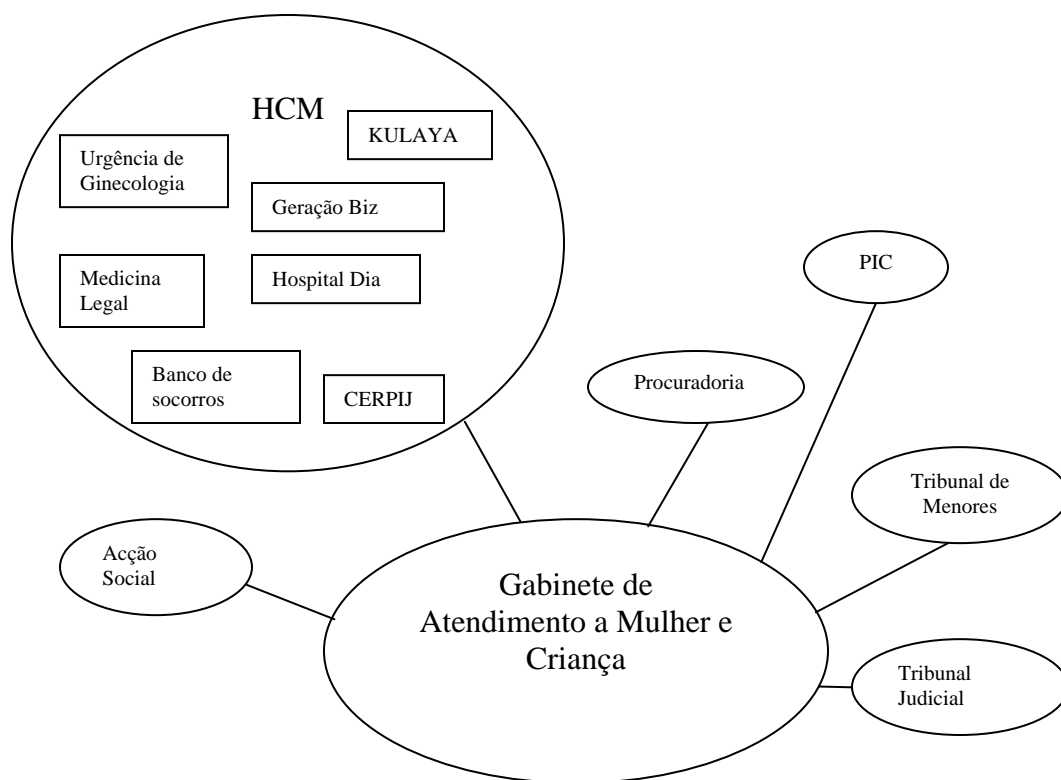 HCM
KULAYA
Urgência de
Ginecologia
Geração Biz
Medicina
Legal
Hospital Dia
Banco de
socorros
CERPIJ
PIC
Procuradoria
Tribunal de
Menores
Acção
Social
Gabinete de
Atendimento a Mulher e
Criança
Tribunal
Judicial